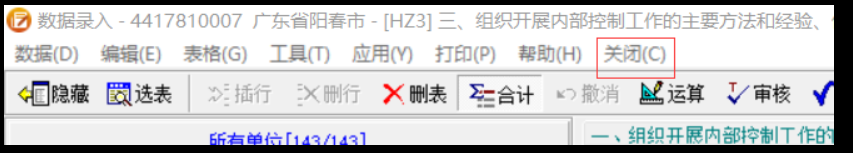 数据录入 - 4417810007 广东省阳春市 - [HZ3] 三、组织开展内部控制工作的主要方法和经验、
数据(D) 编辑(E) 表格(G) 工具(T) 应用(Y) 打印(P) 帮助(H) 关闭(C)
隐藏 选表 插行 删行 删表 合计 撤消 运算 审核
所有单位[143/143] 一、组织开展内部控制工作的